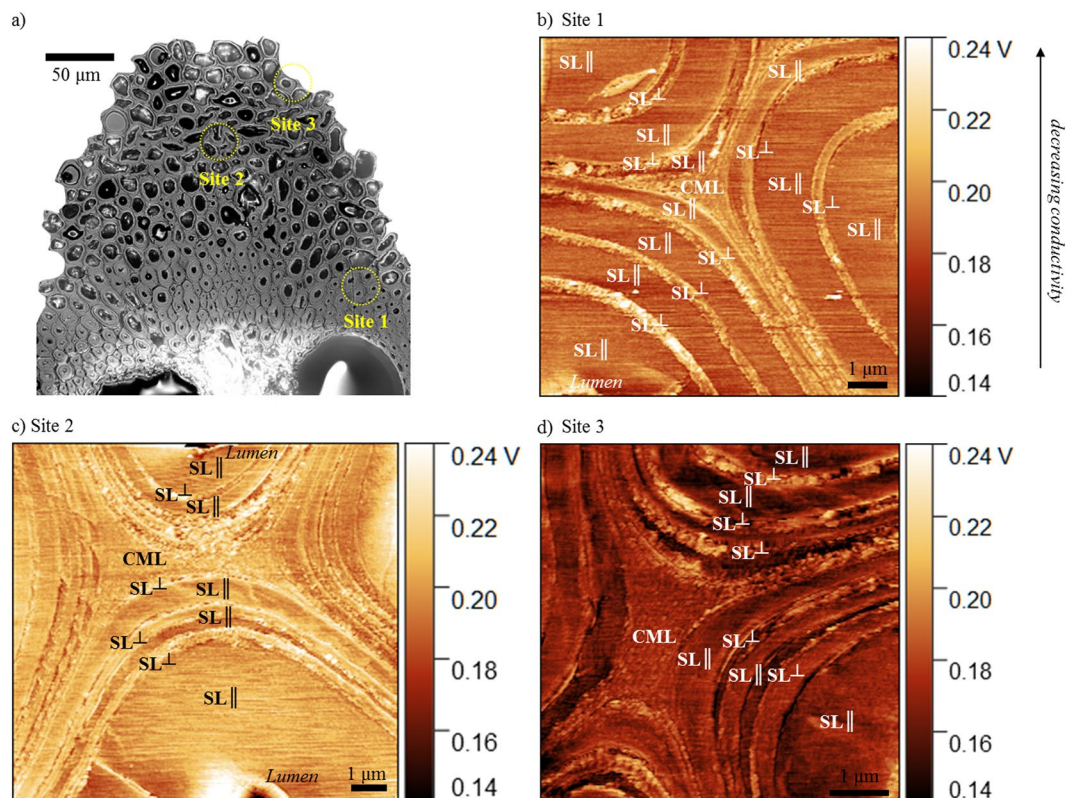 a)
50 μm
Site 3
Site 2
Site 1
b) Site 1
SL∥
SL∥
SL⊥
SL∥
SL⊥
SL⊥ SL∥
CML
SL∥
SL⊥
SL∥
SL∥
SL∥
SL⊥
SL∥
SL⊥
SL⊥
SL∥
Lumen
1 μm
0.24 V
0.22
0.20
0.18
0.16
0.14
decreasing conductivity
c) Site 2
Lumen
SL∥
SL⊥
SL∥
CML
SL⊥ SL∥
SL∥
SL⊥
SL⊥
SL∥
Lumen
1 μm
0.24 V
0.22
0.20
0.18
0.16
0.14
d) Site 3
SL∥
SL⊥
SL∥
SL⊥
SL⊥
CML SL⊥
SL∥
SL∥ SL⊥
SL∥
1 μm
0.24 V
0.22
0.20
0.18
0.16
0.14